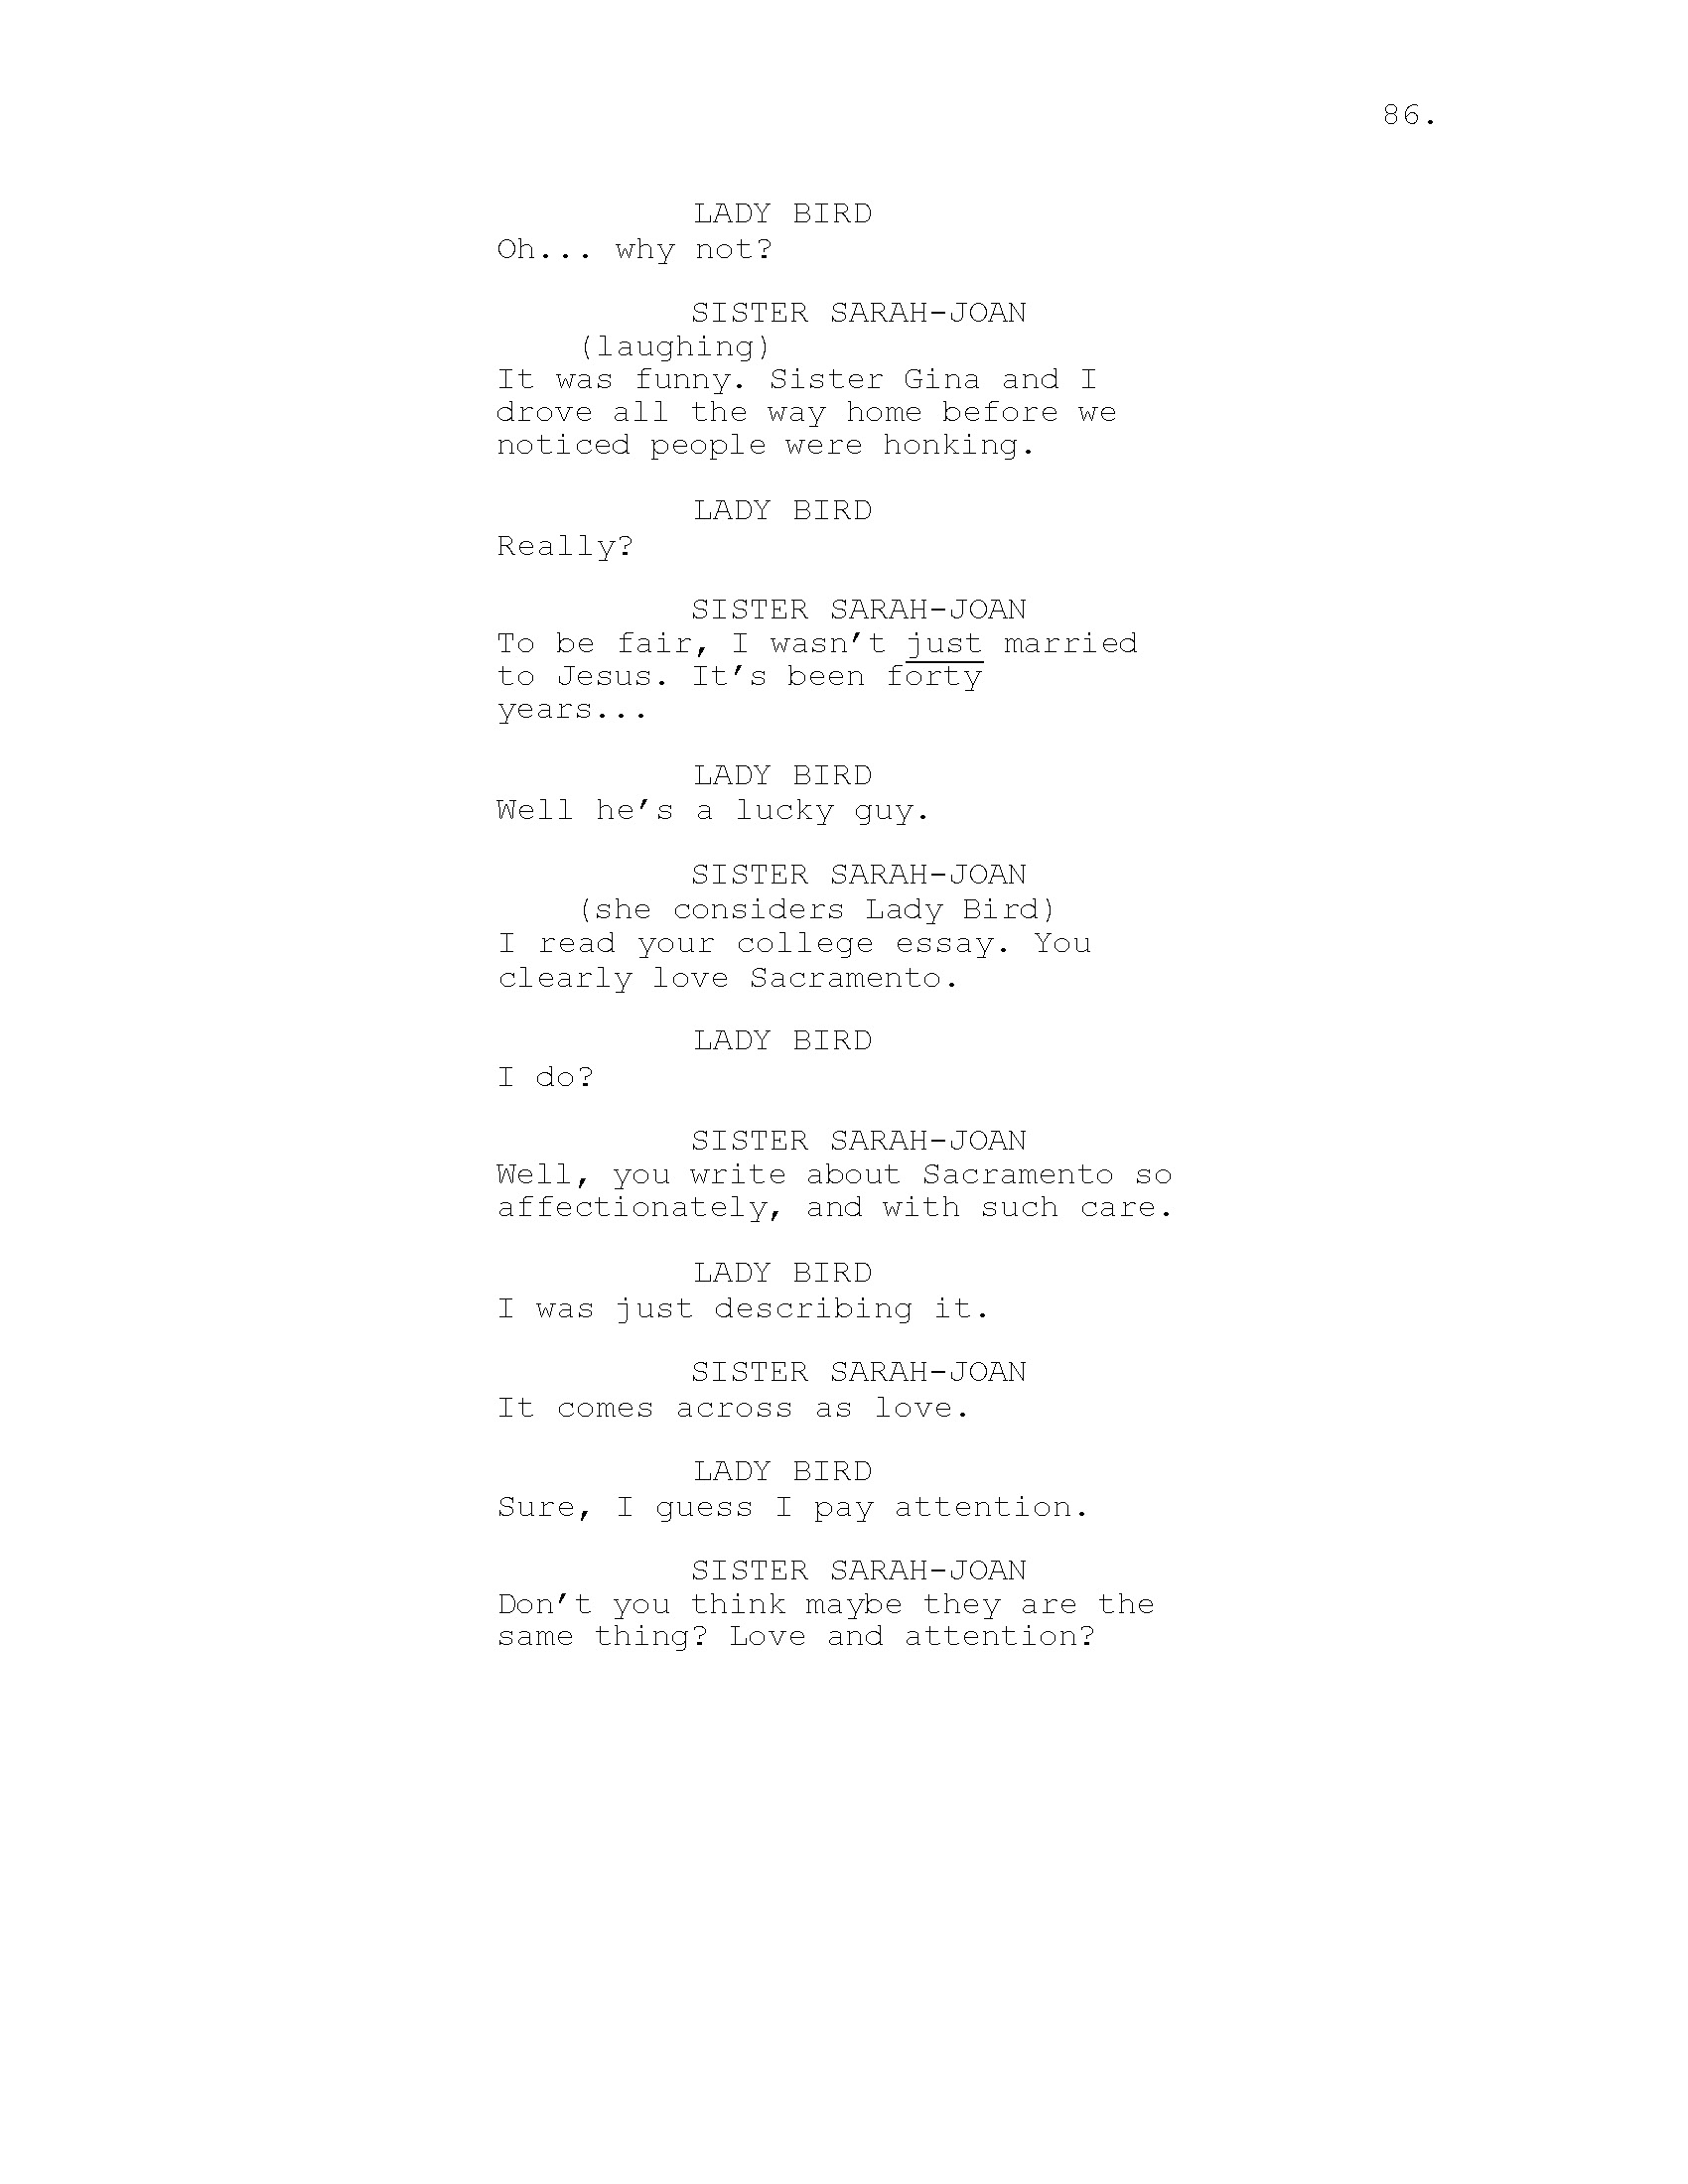 86.
LADY BIRD
Oh... why not?
SISTER SARAH-JOAN
(laughing)
It was funny. Sister Gina and I
drove all the way home before we
noticed people were honking.
LADY BIRD
Really?
SISTER SARAH-JOAN
To be fair, I wasn’t just married
to Jesus. It’s been forty
years...
LADY BIRD
Well he’s a lucky guy.
SISTER SARAH-JOAN
(she considers Lady Bird)
I read your college essay. You
clearly love Sacramento.
LADY BIRD
I do?
SISTER SARAH-JOAN
Well, you write about Sacramento so
affectionately, and with such care.
LADY BIRD
I was just describing it.
SISTER SARAH-JOAN
It comes across as love.
LADY BIRD
Sure, I guess I pay attention.
SISTER SARAH-JOAN
Don’t you think maybe they are the
same thing? Love and attention?